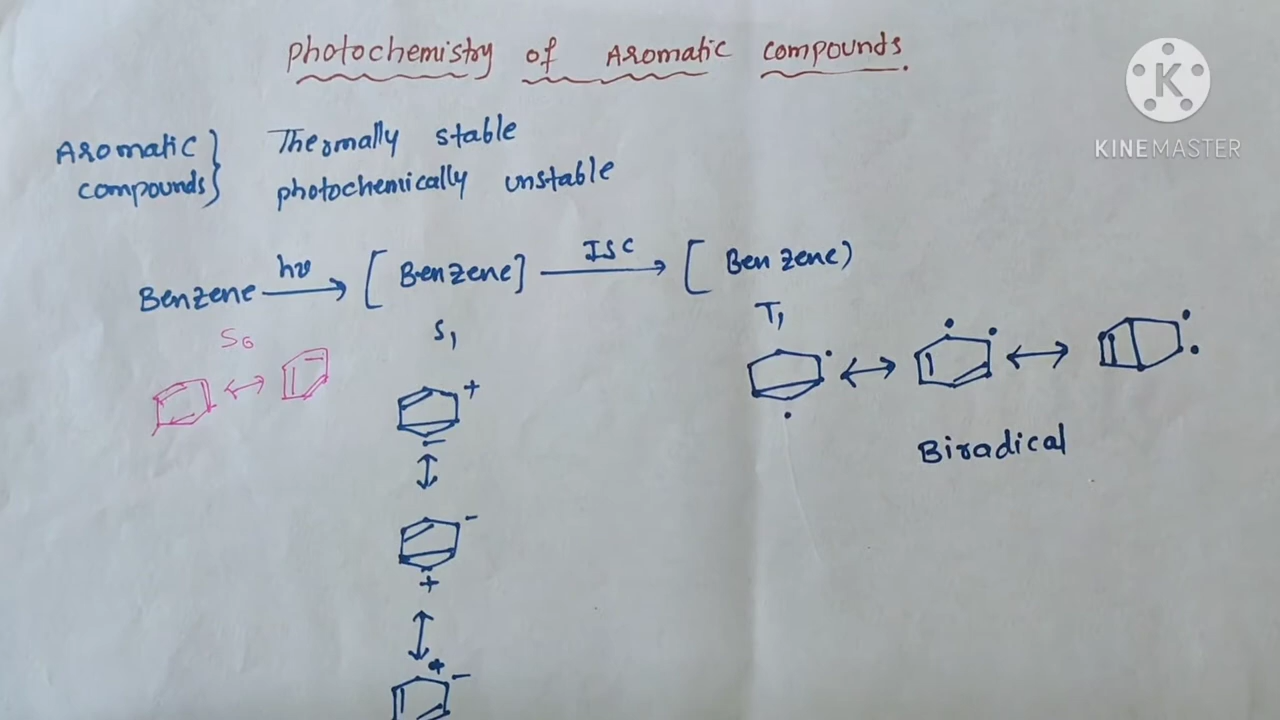 Photochemistry of Aromatic compounds.
K
KINEMASTER
Aromatic } Thermally stable
compounds } photochemically unstable
Benzene hν → [ Benzene ] ISC → [ Benzene )
S0
S1
T1
+
−
−
+
+
−
Biradical